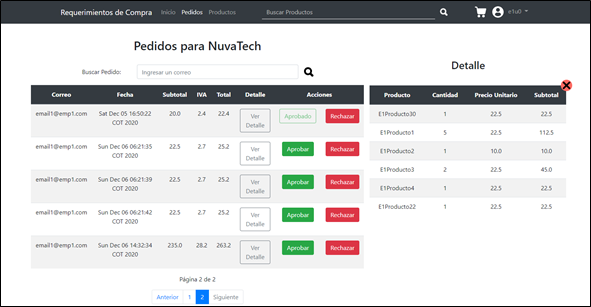 Requerimientos de Compra Inicio Pedidos Productos Buscar Productos e1u0
Pedidos para NuvaTech
Buscar Pedido: Ingresar un correo
Correo Fecha Subtotal IVA Total Detalle Acciones
email1@emp1.com Sat Dec 05 16:50:22 COT 2020 20.0 2.4 22.4 Ver Detalle Aprobado Rechazar
email1@emp1.com Sun Dec 06 06:21:35 COT 2020 22.5 2.7 25.2 Ver Detalle Aprobar Rechazar
email1@emp1.com Sun Dec 06 06:21:39 COT 2020 22.5 2.7 25.2 Ver Detalle Aprobar Rechazar
email1@emp1.com Sun Dec 06 06:21:42 COT 2020 22.5 2.7 25.2 Ver Detalle Aprobar Rechazar
email1@emp1.com Sun Dec 06 14:32:34 COT 2020 235.0 28.2 263.2 Ver Detalle Aprobar Rechazar
Página 2 de 2
Anterior 1 2 Siguiente
Detalle
Producto Cantidad Precio Unitario Subtotal
E1Producto30 1 22.5 22.5
E1Producto1 5 22.5 112.5
E1Producto2 1 10.0 10.0
E1Producto3 2 22.5 45.0
E1Producto4 1 22.5 22.5
E1Producto22 1 22.5 22.5